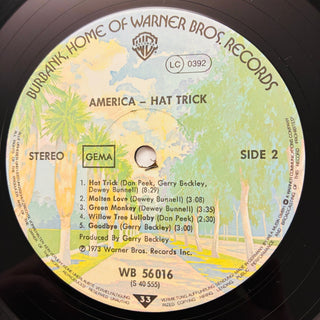 BURBANK, HOME OF WARNER BROS. RECORDS
LC 0392
AMERICA – HAT TRICK
STEREO
GEMA
SIDE 2
1. Hat Trick (Dan Peek, Gerry Beckley,
Dewey Bunnell) (8:29)
2. Molten Love (Dewey Bunnell) (3:08)
3. Green Monkey (Dewey Bunnell) (3:35)
4. Willow Tree Lullaby (Dan Peek) (2:30)
5. Goodbye (Gerry Beckley) (3:53)
Produced by Gerry Beckley
℗ 1973 Warner Bros. Records Inc.
WB 56016
(S 40 555)
33